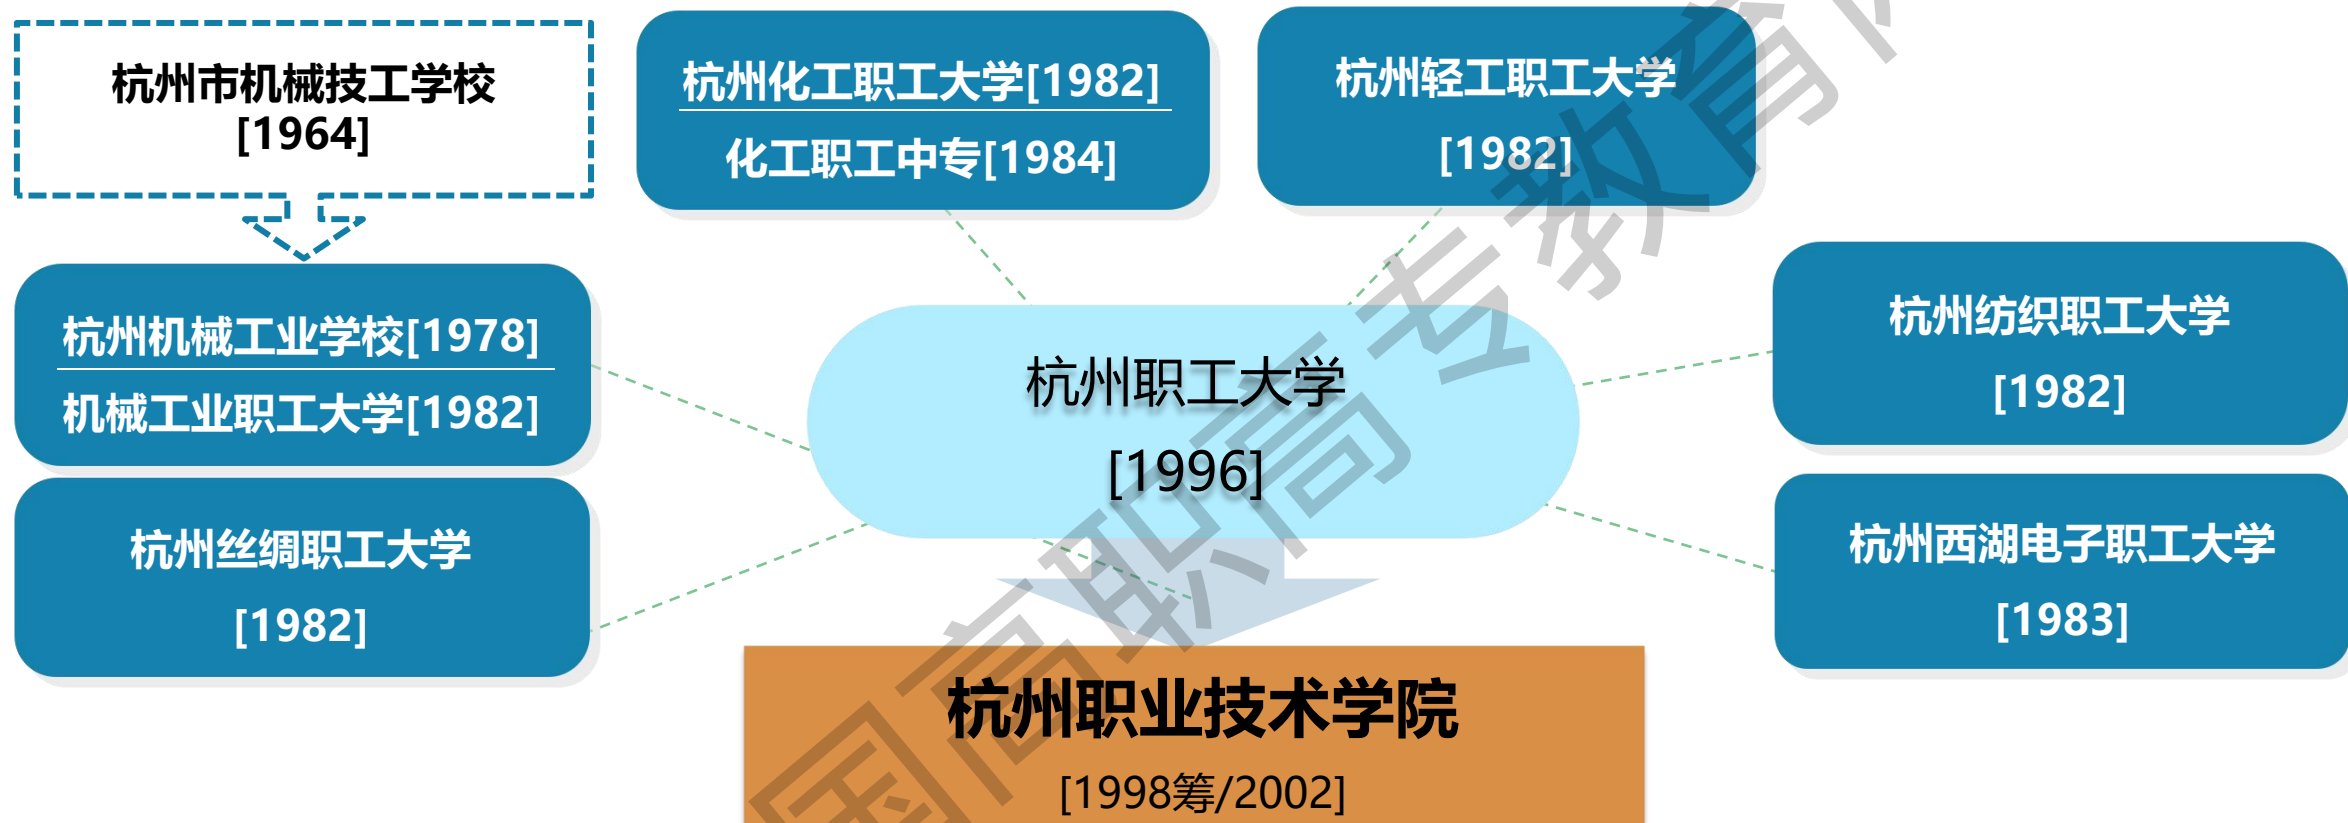 杭州市机械技工学校
[1964]
杭州化工职工大学[1982]
化工职工中专[1984]
杭州轻工职工大学
[1982]
杭州机械工业学校[1978]
机械工业职工大学[1982]
杭州职工大学
[1996]
杭州纺织职工大学
[1982]
杭州丝绸职工大学
[1982]
杭州西湖电子职工大学
[1983]
杭州职业技术学院
[1998筹/2002]
国高职高专教育